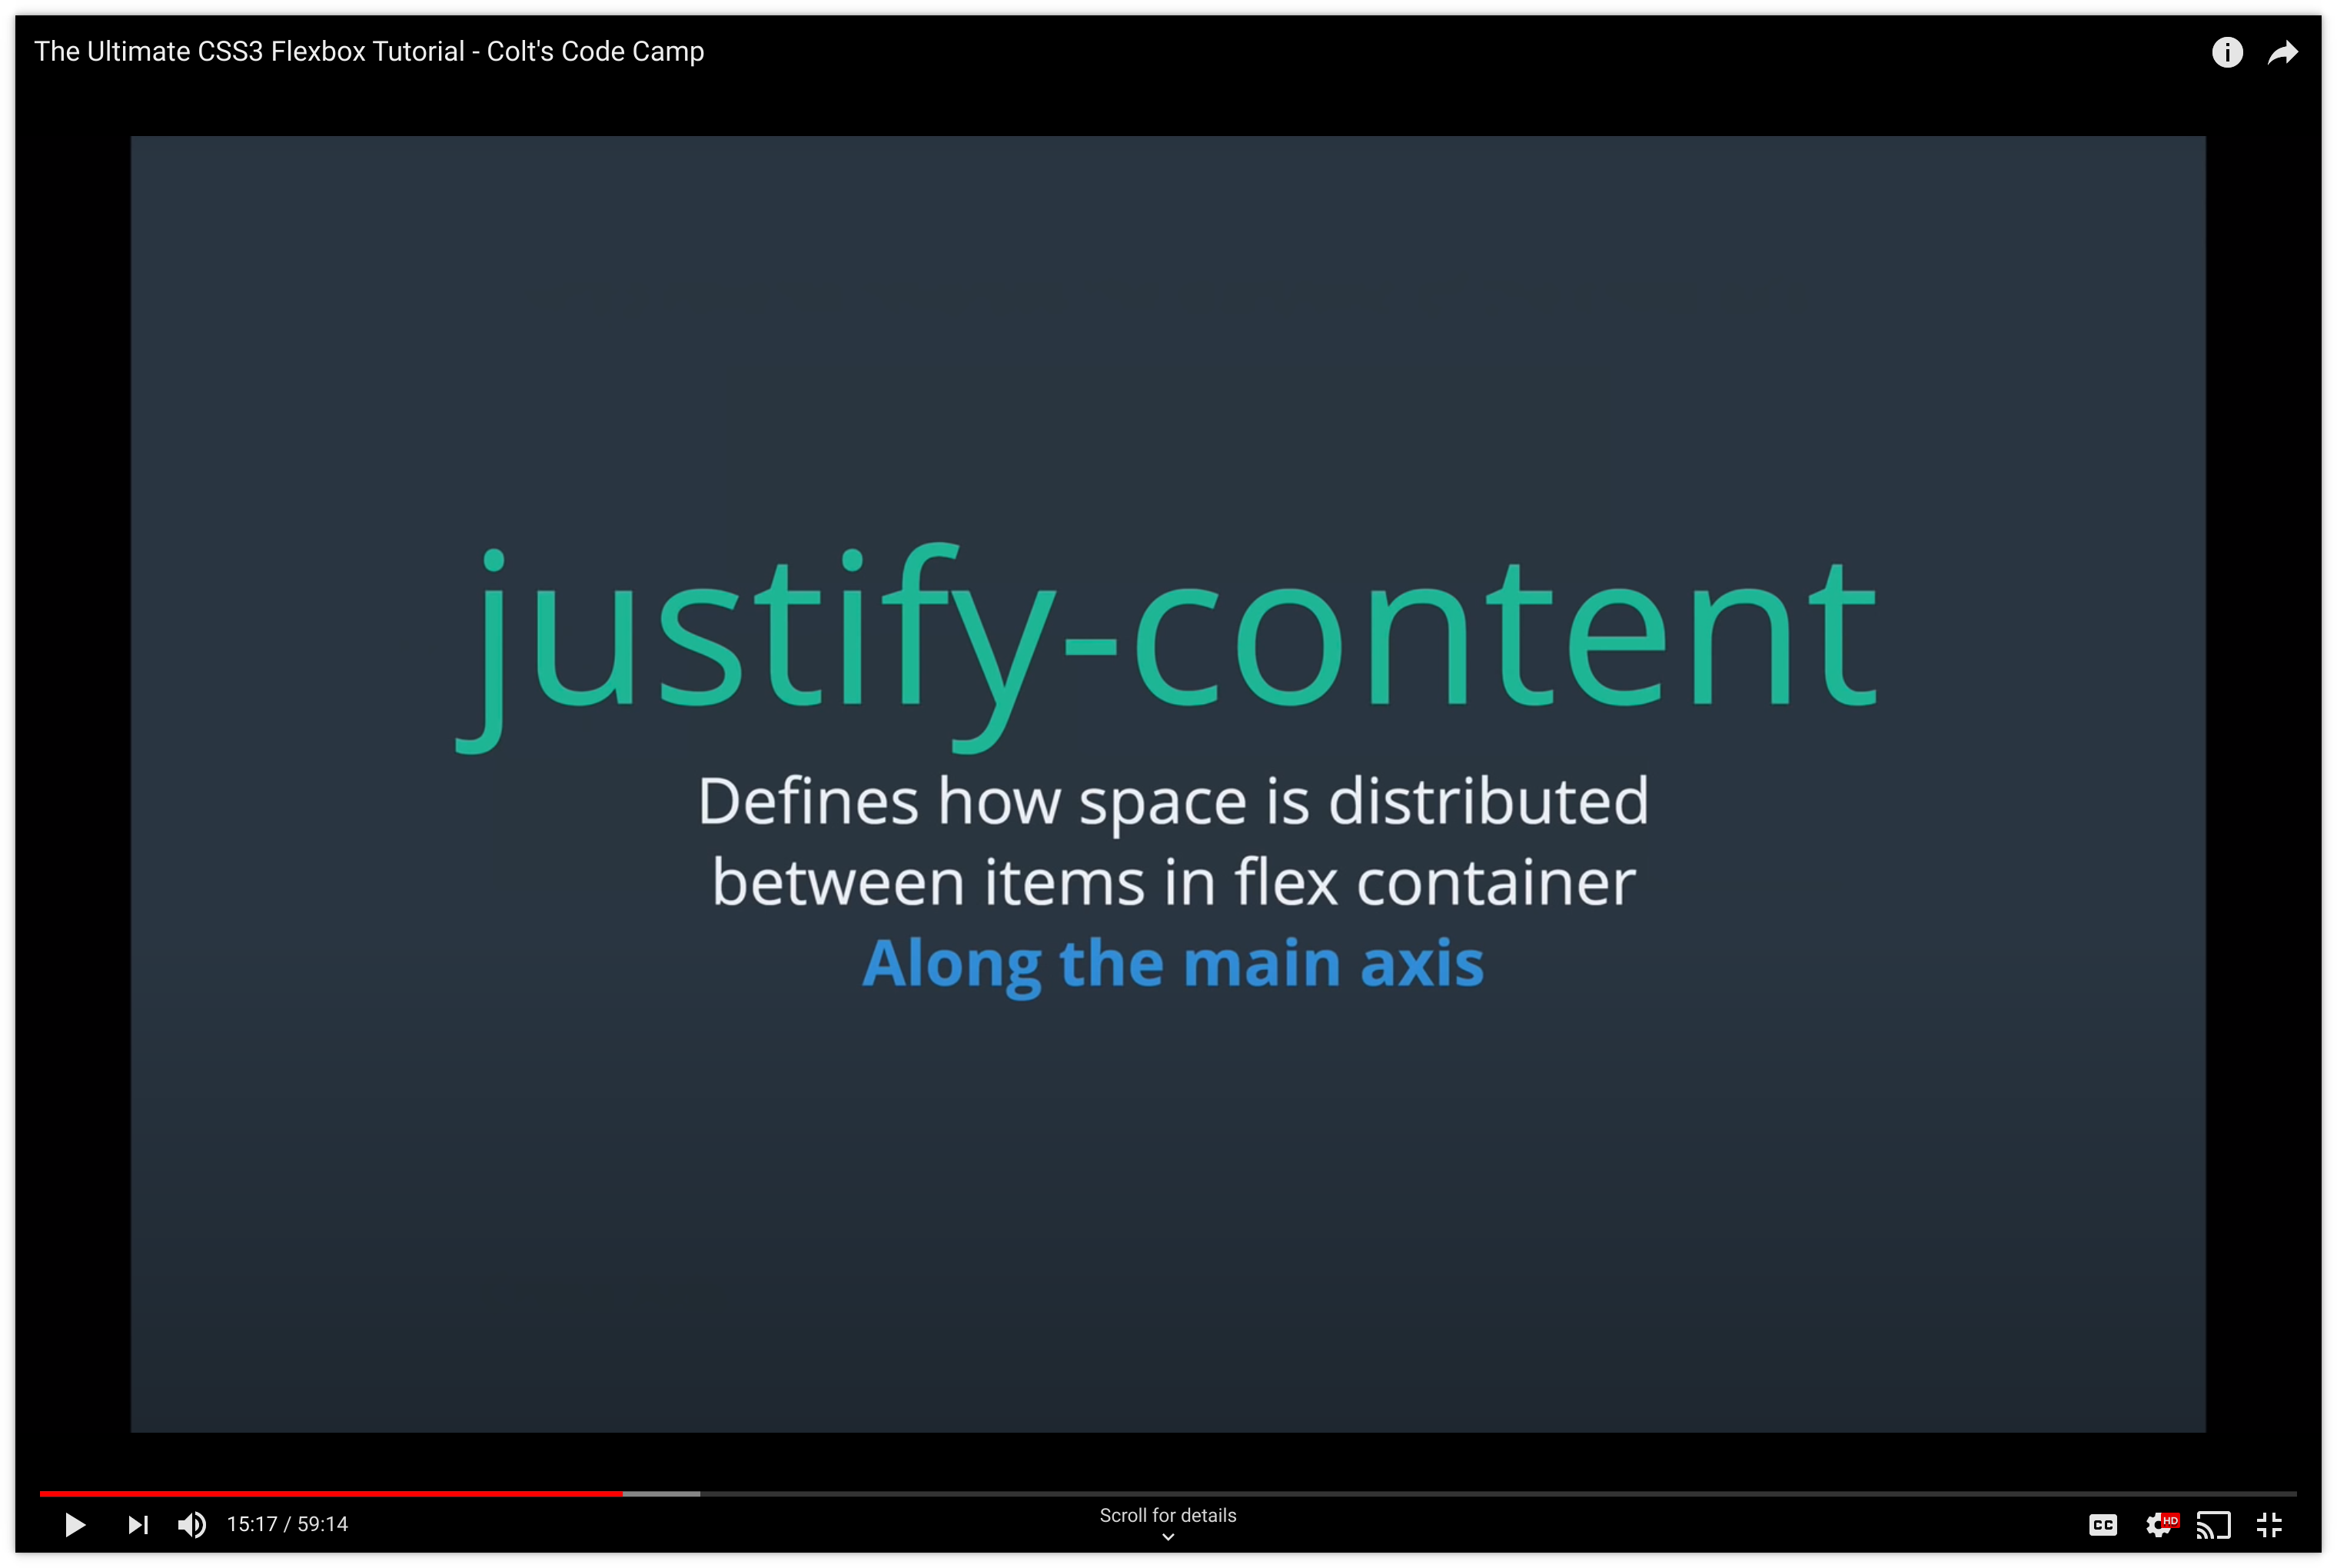 The Ultimate CSS3 Flexbox Tutorial - Colt's Code Camp
justify-content
Defines how space is distributed
between items in flex container
Along the main axis
15:17 / 59:14
Scroll for details
CC
HD